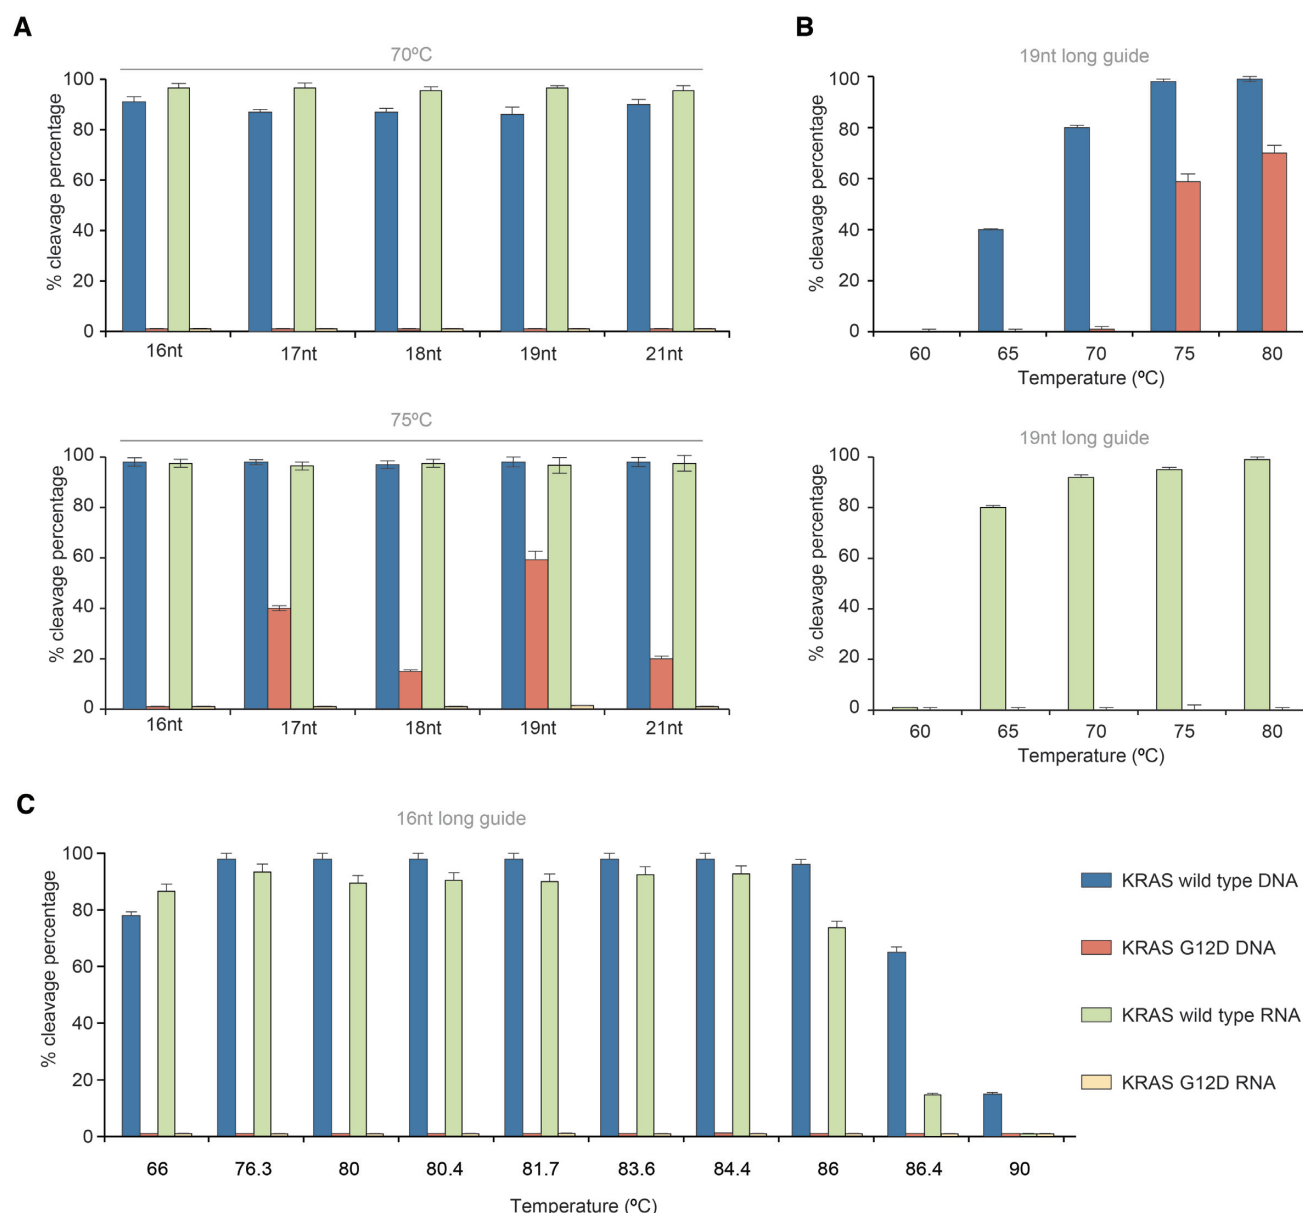 A
70ºC
% cleavage percentage
100
80
60
40
20
0
16nt 17nt 18nt 19nt 21nt
75ºC
% cleavage percentage
100
80
60
40
20
0
16nt 17nt 18nt 19nt 21nt
B
19nt long guide
% cleavage percentage
100
80
60
40
20
0
60 65 70 75 80
Temperature (ºC)
19nt long guide
% cleavage percentage
100
80
60
40
20
0
60 65 70 75 80
Temperature (ºC)
C
16nt long guide
% cleavage percentage
100
80
60
40
20
0
66 76.3 80 80.4 81.7 83.6 84.4 86 86.4 90
Temperature (ºC)
KRAS wild type DNA
KRAS G12D DNA
KRAS wild type RNA
KRAS G12D RNA